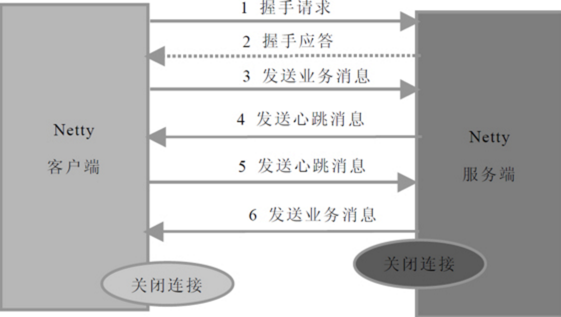 1 握手请求
2 握手应答
3 发送业务消息
4 发送心跳消息
5 发送心跳消息
6 发送业务消息
Netty
客户端
Netty
服务端
关闭连接
关闭连接